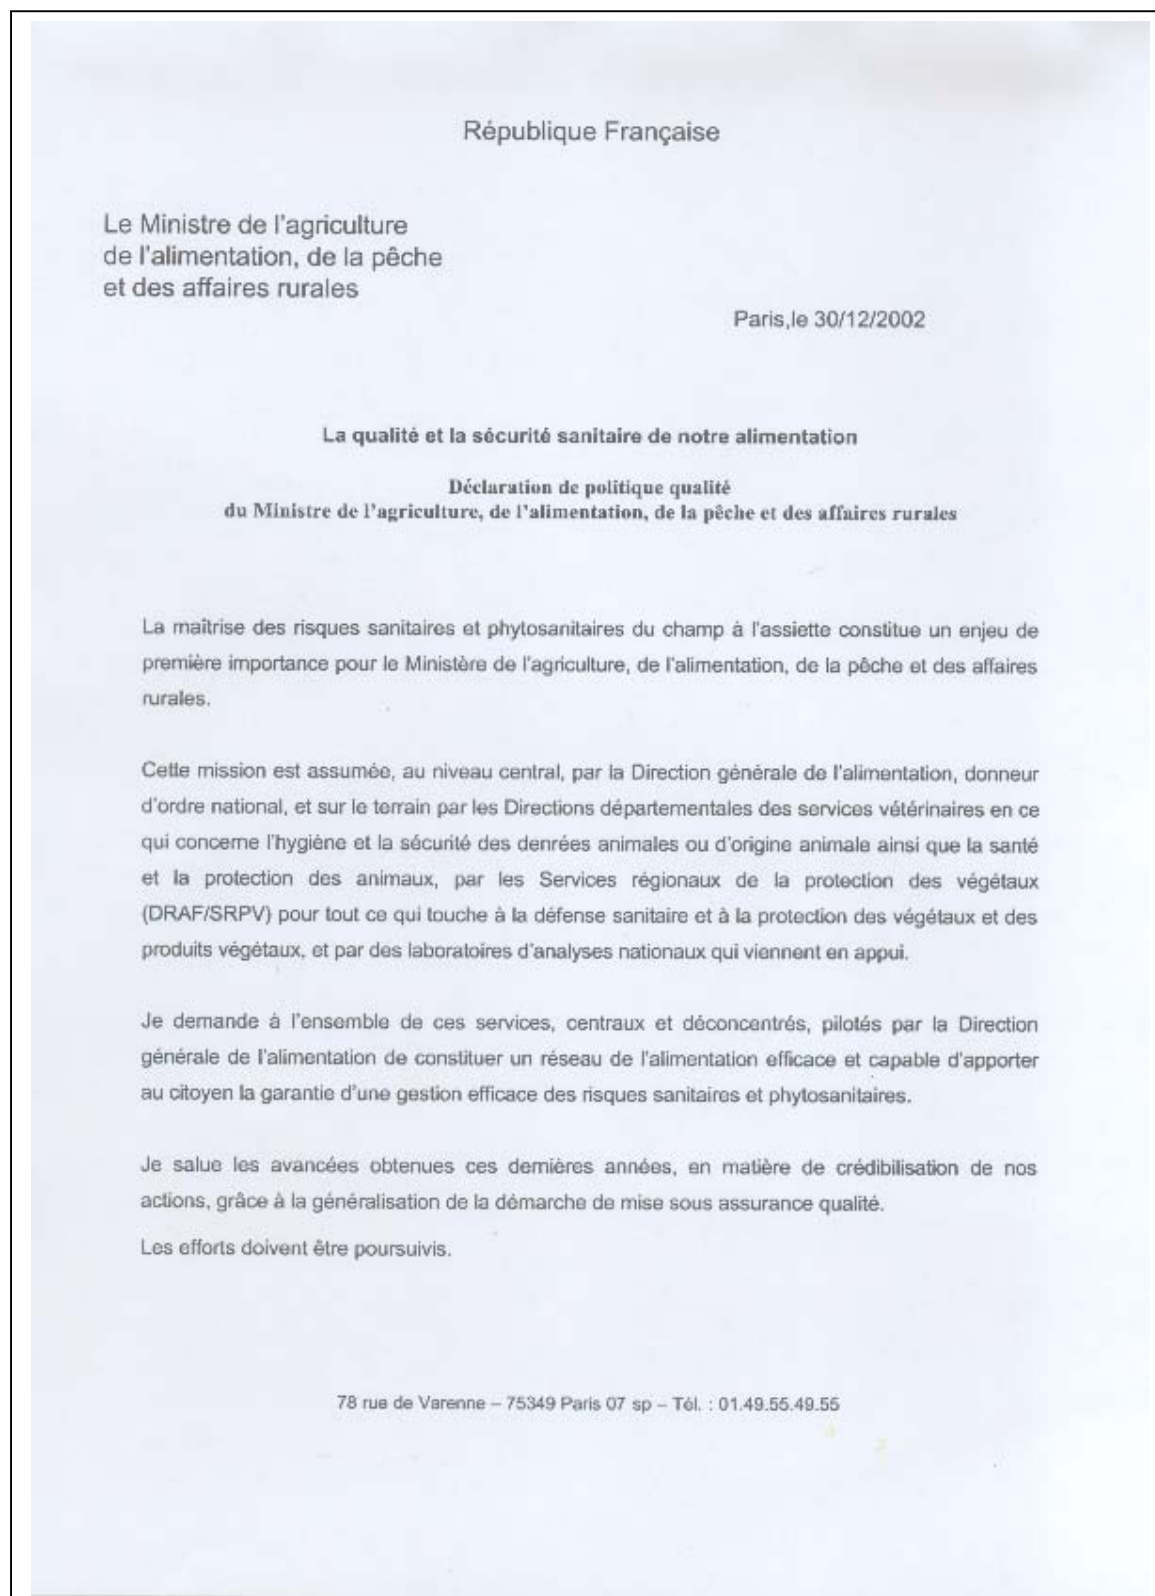 République Française
Le Ministre de l'agriculture
de l'alimentation, de la pêche
et des affaires rurales
Paris,le 30/12/2002
La qualité et la sécurité sanitaire de notre alimentation
Déclaration de politique qualité
du Ministre de l'agriculture, de l'alimentation, de la pêche et des affaires rurales
La maîtrise des risques sanitaires et phytosanitaires du champ à l'assiette constitue un enjeu de
première importance pour le Ministère de l'agriculture, de l'alimentation, de la pêche et des affaires
rurales.
Cette mission est assumée, au niveau central, par la Direction générale de l'alimentation, donneur
d'ordre national, et sur le terrain par les Directions départementales des services vétérinaires en ce
qui concerne l'hygiène et la sécurité des denrées animales ou d'origine animale ainsi que la santé
et la protection des animaux, par les Services régionaux de la protection des végétaux
(DRAF/SRPV) pour tout ce qui touche à la défense sanitaire et à la protection des végétaux et des
produits végétaux, et par des laboratoires d'analyses nationaux qui viennent en appui.
Je demande à l'ensemble de ces services, centraux et déconcentrés, pilotés par la Direction
générale de l'alimentation de constituer un réseau de l'alimentation efficace et capable d'apporter
au citoyen la garantie d'une gestion efficace des risques sanitaires et phytosanitaires.
Je salue les avancées obtenues ces dernières années, en matière de crédibilisation de nos
actions, grâce à la généralisation de la démarche de mise sous assurance qualité.
Les efforts doivent être poursuivis.
78 rue de Varenne – 75349 Paris 07 sp – Tél. : 01.49.55.49.55